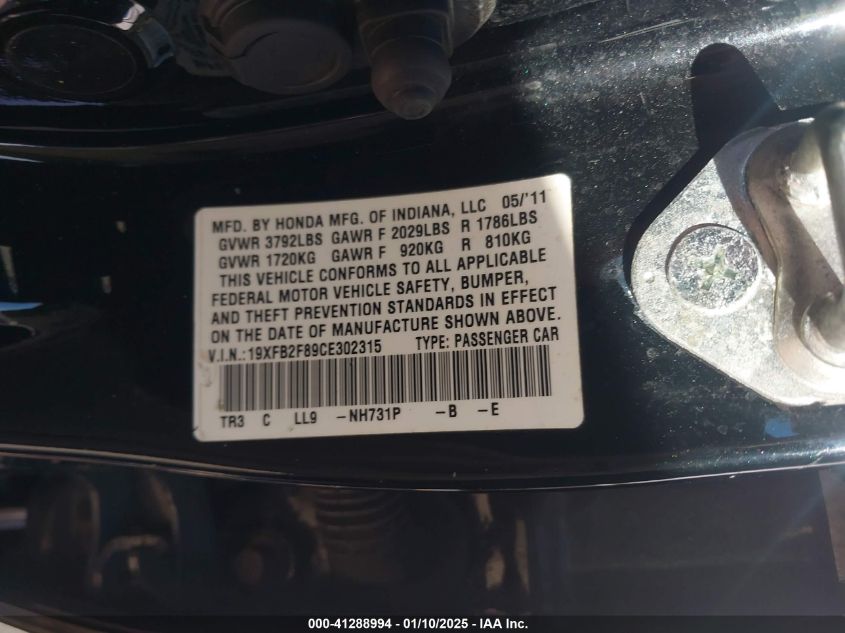 MFD. BY HONDA MFG. OF INDIANA, LLC 05/'11
GVWR 3792LBS GAWR F 2029LBS R 1786LBS
GVWR 1720KG GAWR F 920KG R 810KG
THIS VEHICLE CONFORMS TO ALL APPLICABLE
FEDERAL MOTOR VEHICLE SAFETY, BUMPER,
AND THEFT PREVENTION STANDARDS IN EFFECT
ON THE DATE OF MANUFACTURE SHOWN ABOVE.
V.I.N.:19XFB2F89CE302315 TYPE: PASSENGER CAR
TR3 C LL9 -NH731P -B -E
000-41288994 - 01/10/2025 - IAA Inc.